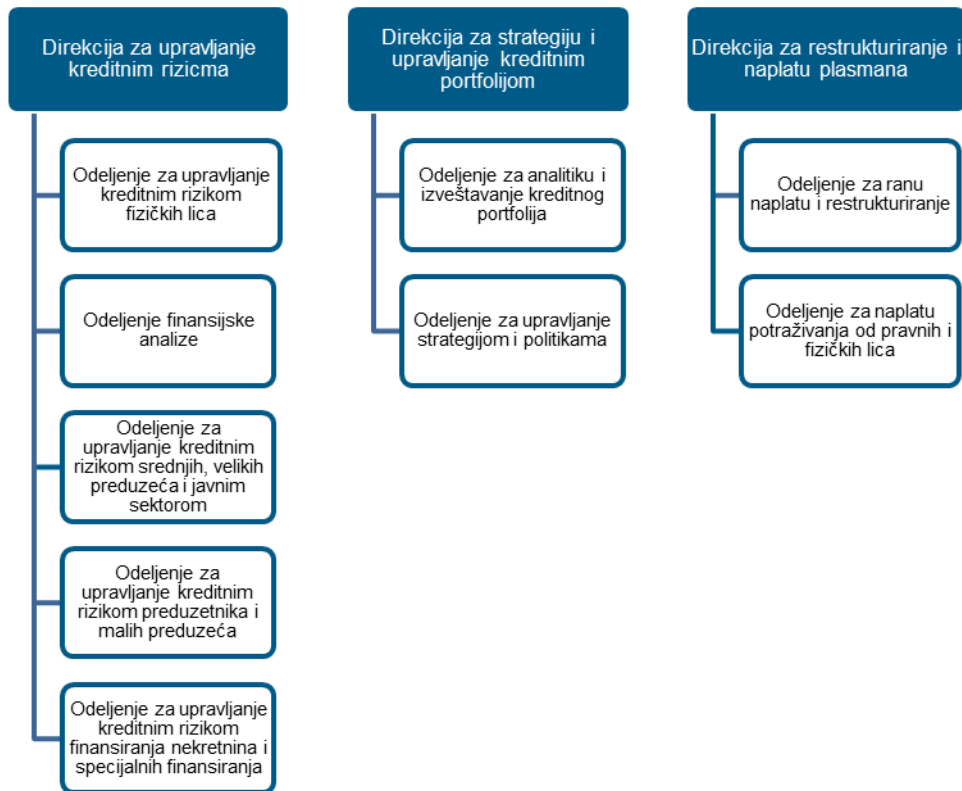 Direkcija za upravljanje
kreditnim rizicma
Odeljenje za upravljanje
kreditnim rizikom
fizičkih lica
Odeljenje finansijske
analize
Odeljenje za
upravljanje kreditnim
rizikom srednjih, velikih
preduzeća i javnim
sektorom
Odeljenje za
upravljanje kreditnim
rizikom preduzetnika i
malih preduzeća
Odeljenje za upravljanje
kreditnim rizikom
finansiranja nekretnina i
specijalnih finansiranja
Direkcija za strategiju i
upravljanje kreditnim
portfolijom
Odeljenje za analitiku i
izveštavanje kreditnog
portfolija
Odeljenje za upravljanje
strategijom i politikama
Direkcija za restrukturiranje i
naplatu plasmana
Odeljenje za ranu
naplatu i restrukturiranje
Odeljenje za naplatu
potraživanja od pravnih i
fizičkih lica